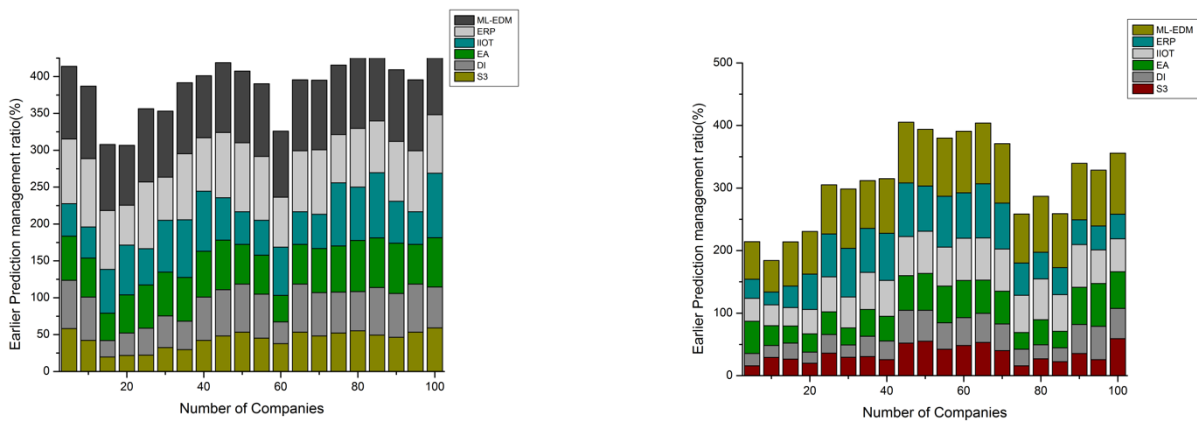 ML-EDM
ERP
IIOT
EA
DI
S3
400
350
300
250
200
150
100
50
0
Earlier Prediction management ratio(%)
20
40
60
80
100
Number of Companies
ML-EDM
ERP
IIOT
EA
DI
S3
500
400
300
200
100
0
Earlier Prediction management ratio(%)
20
40
60
80
100
Number of Companies